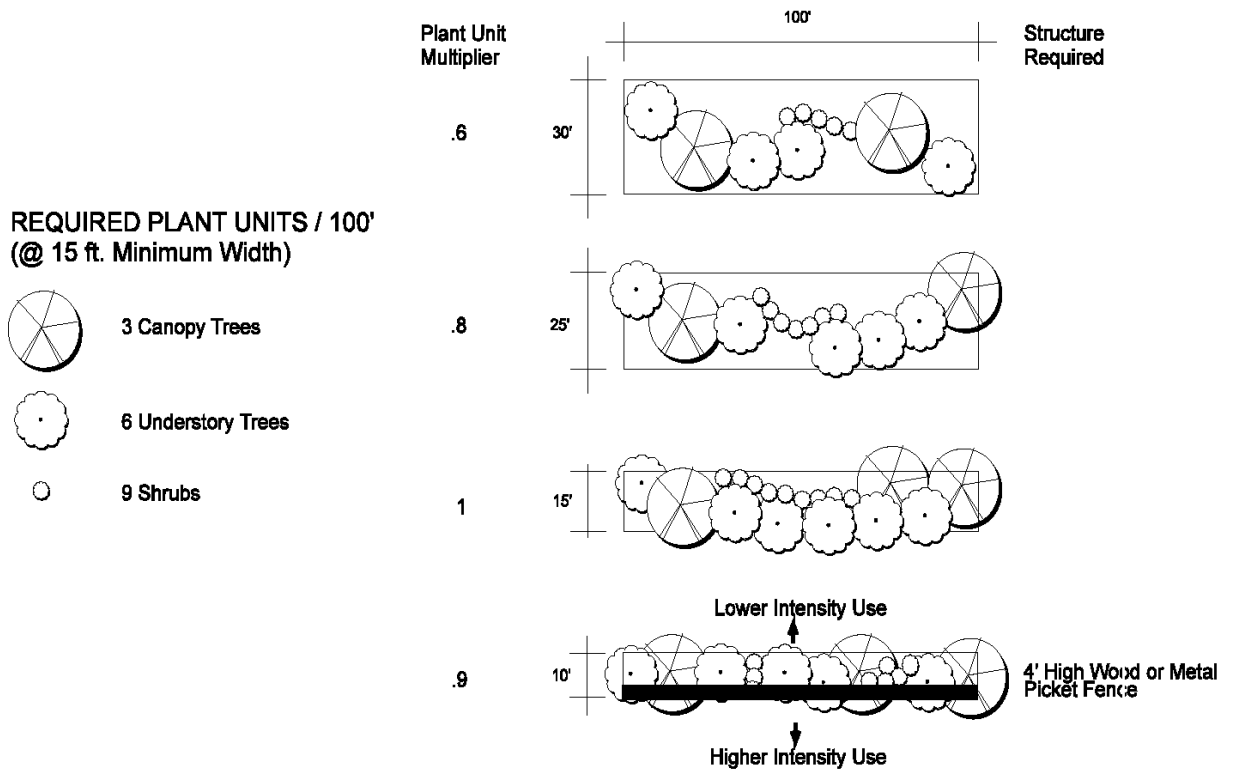 100'
Plant Unit
Multiplier
Structure
Required
.6
30'
REQUIRED PLANT UNITS / 100'
(@ 15 ft. Minimum Width)
3 Canopy Trees
.8
25'
6 Understory Trees
9 Shrubs
1
15'
Lower Intensity Use
.9
10'
4' High Wood or Metal
Picket Fence
Higher Intensity Use